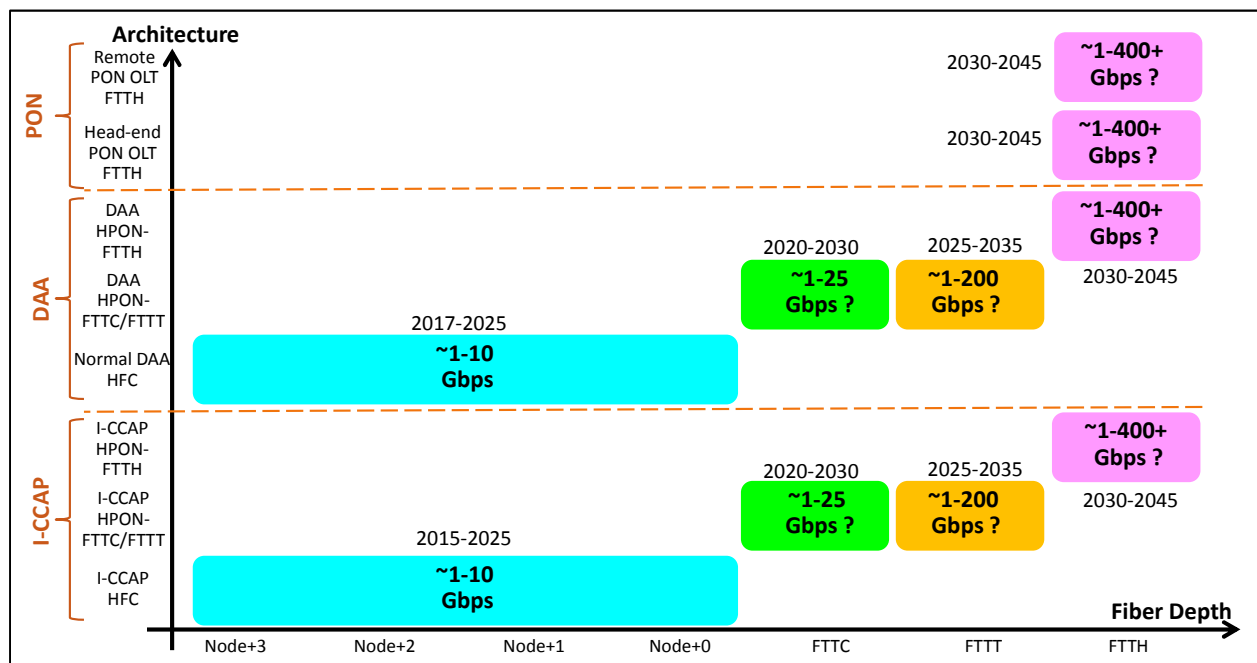 Architecture
PON
Remote
PON OLT
FTTH
2030-2045
~1-400+
Gbps ?
Head-end
PON OLT
FTTH
2030-2045
~1-400+
Gbps ?
DAA
DAA
HPON-
FTTH
~1-400+
Gbps ?
2030-2045
DAA
HPON-
FTTC/FTTT
2020-2030
~1-25
Gbps ?
2025-2035
~1-200
Gbps ?
Normal DAA
HFC
2017-2025
~1-10
Gbps
I-CCAP
I-CCAP
HPON-
FTTH
~1-400+
Gbps ?
2030-2045
I-CCAP
HPON-
FTTC/FTTT
2020-2030
~1-25
Gbps ?
2025-2035
~1-200
Gbps ?
I-CCAP
HFC
2015-2025
~1-10
Gbps
Fiber Depth
Node+3
Node+2
Node+1
Node+0
FTTC
FTTT
FTTH